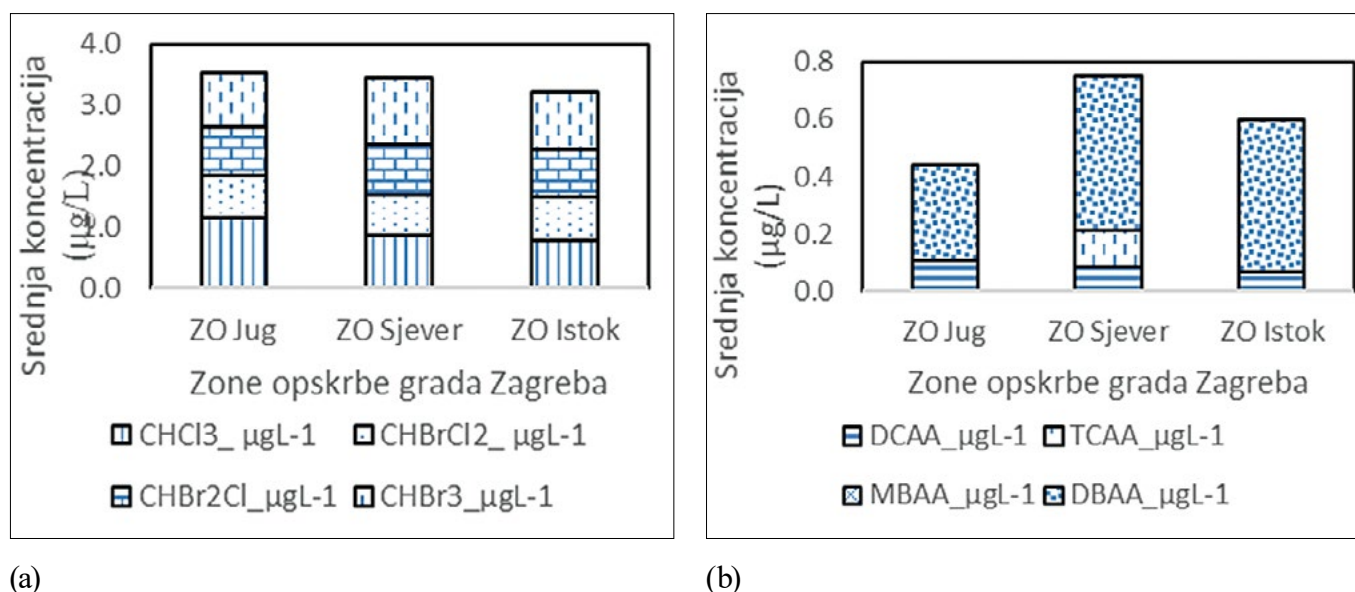 Srednja koncentracija
(µg/L)
4.0
3.0
2.0
1.0
0.0
ZO Jug
ZO Sjever
ZO Istok
Zone opskrbe grada Zagreba
CHCl3_ µgL-1
CHBrCl2_ µgL-1
CHBr2Cl_µgL-1
CHBr3_µgL-1
(a)
Srednja koncentracija
(µg/L)
0.8
0.6
0.4
0.2
0.0
ZO Jug
ZO Sjever
ZO Istok
Zone opskrbe grada Zagreba
DCAA_µgL-1
TCAA_µgL-1
MBAA_µgL-1
DBAA_µgL-1
(b)